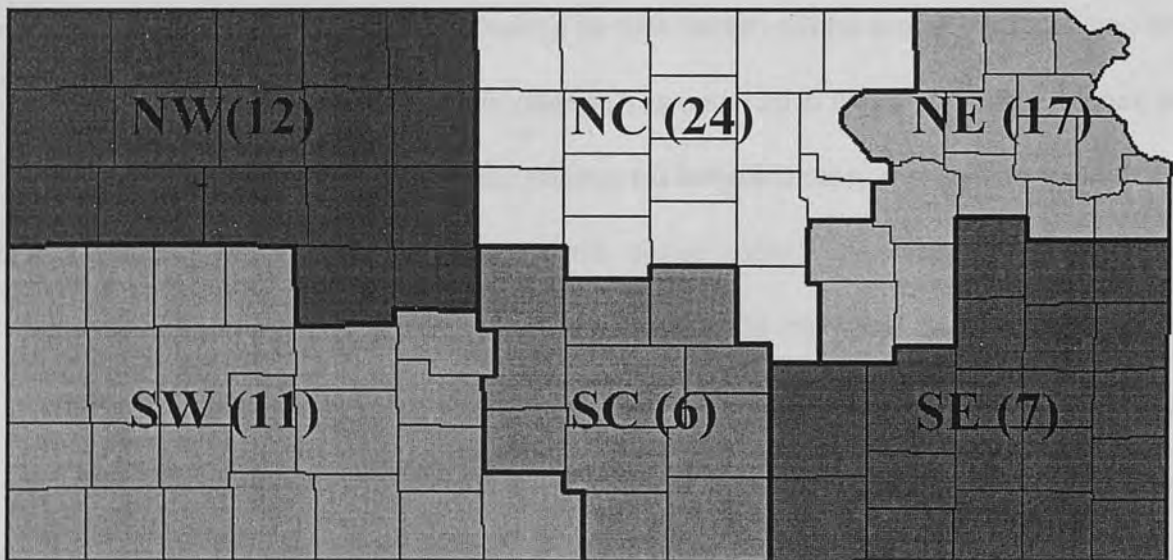 NW(12) NC (24) NE (17)
SW (11) SC (6) SE (7)